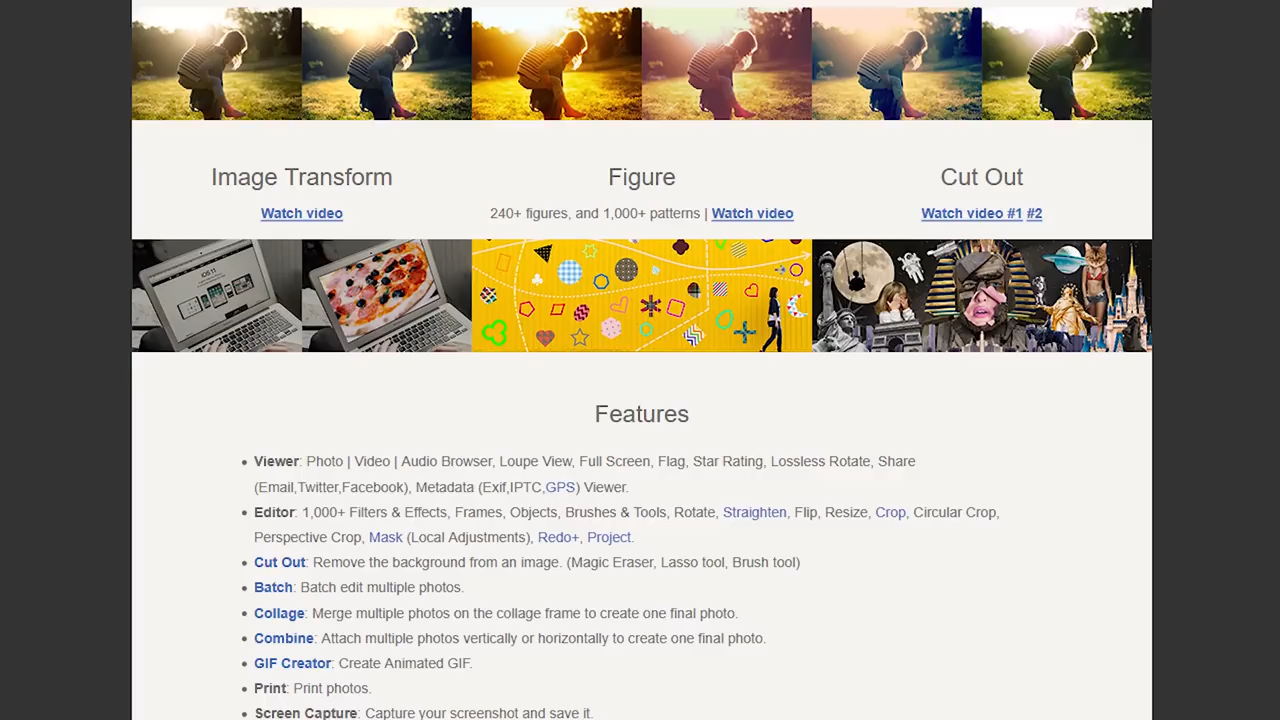 Image Transform
Watch video
Figure
240+ figures, and 1,000+ patterns | Watch video
Cut Out
Watch video #1 #2
iOS 11
Features
Viewer: Photo | Video | Audio Browser, Loupe View, Full Screen, Flag, Star Rating, Lossless Rotate, Share
(Email,Twitter,Facebook), Metadata (Exif,IPTC,GPS) Viewer.
Editor: 1,000+ Filters & Effects, Frames, Objects, Brushes & Tools, Rotate, Straighten, Flip, Resize, Crop, Circular Crop,
Perspective Crop, Mask (Local Adjustments), Redo+, Project.
Cut Out: Remove the background from an image. (Magic Eraser, Lasso tool, Brush tool)
Batch: Batch edit multiple photos.
Collage: Merge multiple photos on the collage frame to create one final photo.
Combine: Attach multiple photos vertically or horizontally to create one final photo.
GIF Creator: Create Animated GIF.
Print: Print photos.
Screen Capture: Capture your screenshot and save it.